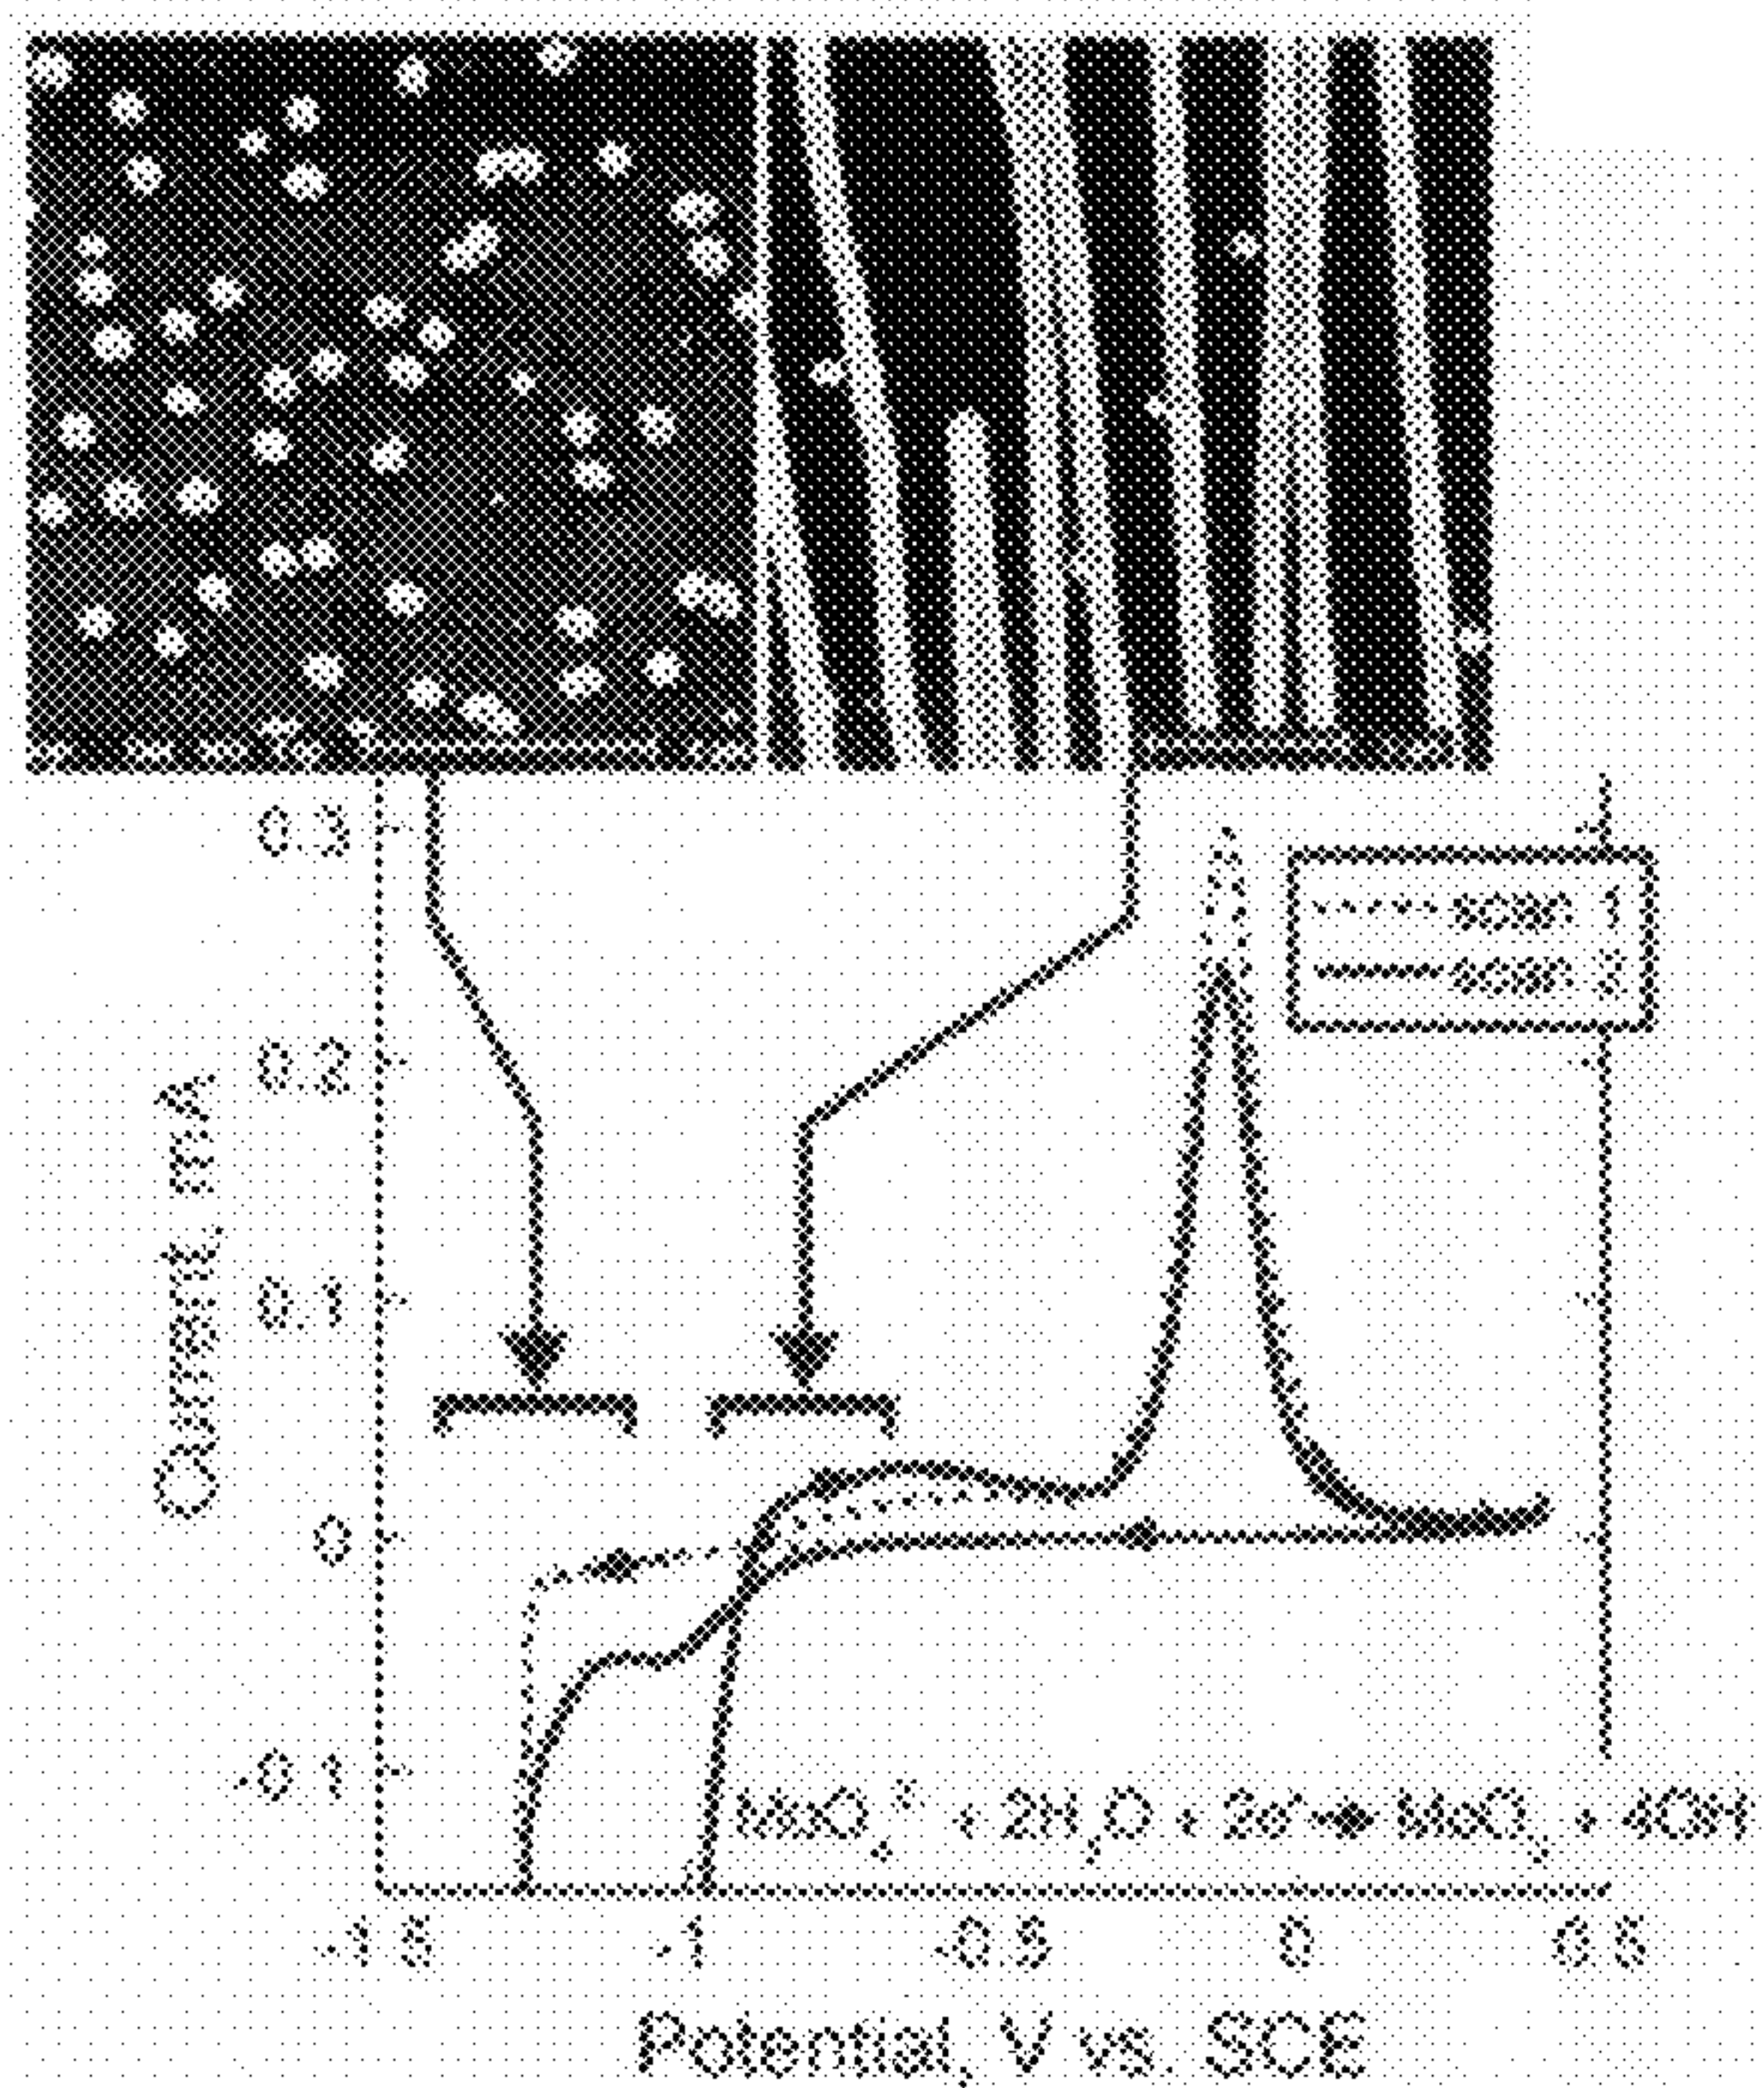 0.3
scan 1
scan 2
0.2
Current, mA
0.1
0
-0.1
MoO₄²⁻ + 2H₂O + 2e⁻ → MoO₂ + 4OH
-1.5
-1
-0.5
0
0.5
Potential, V vs. SCE